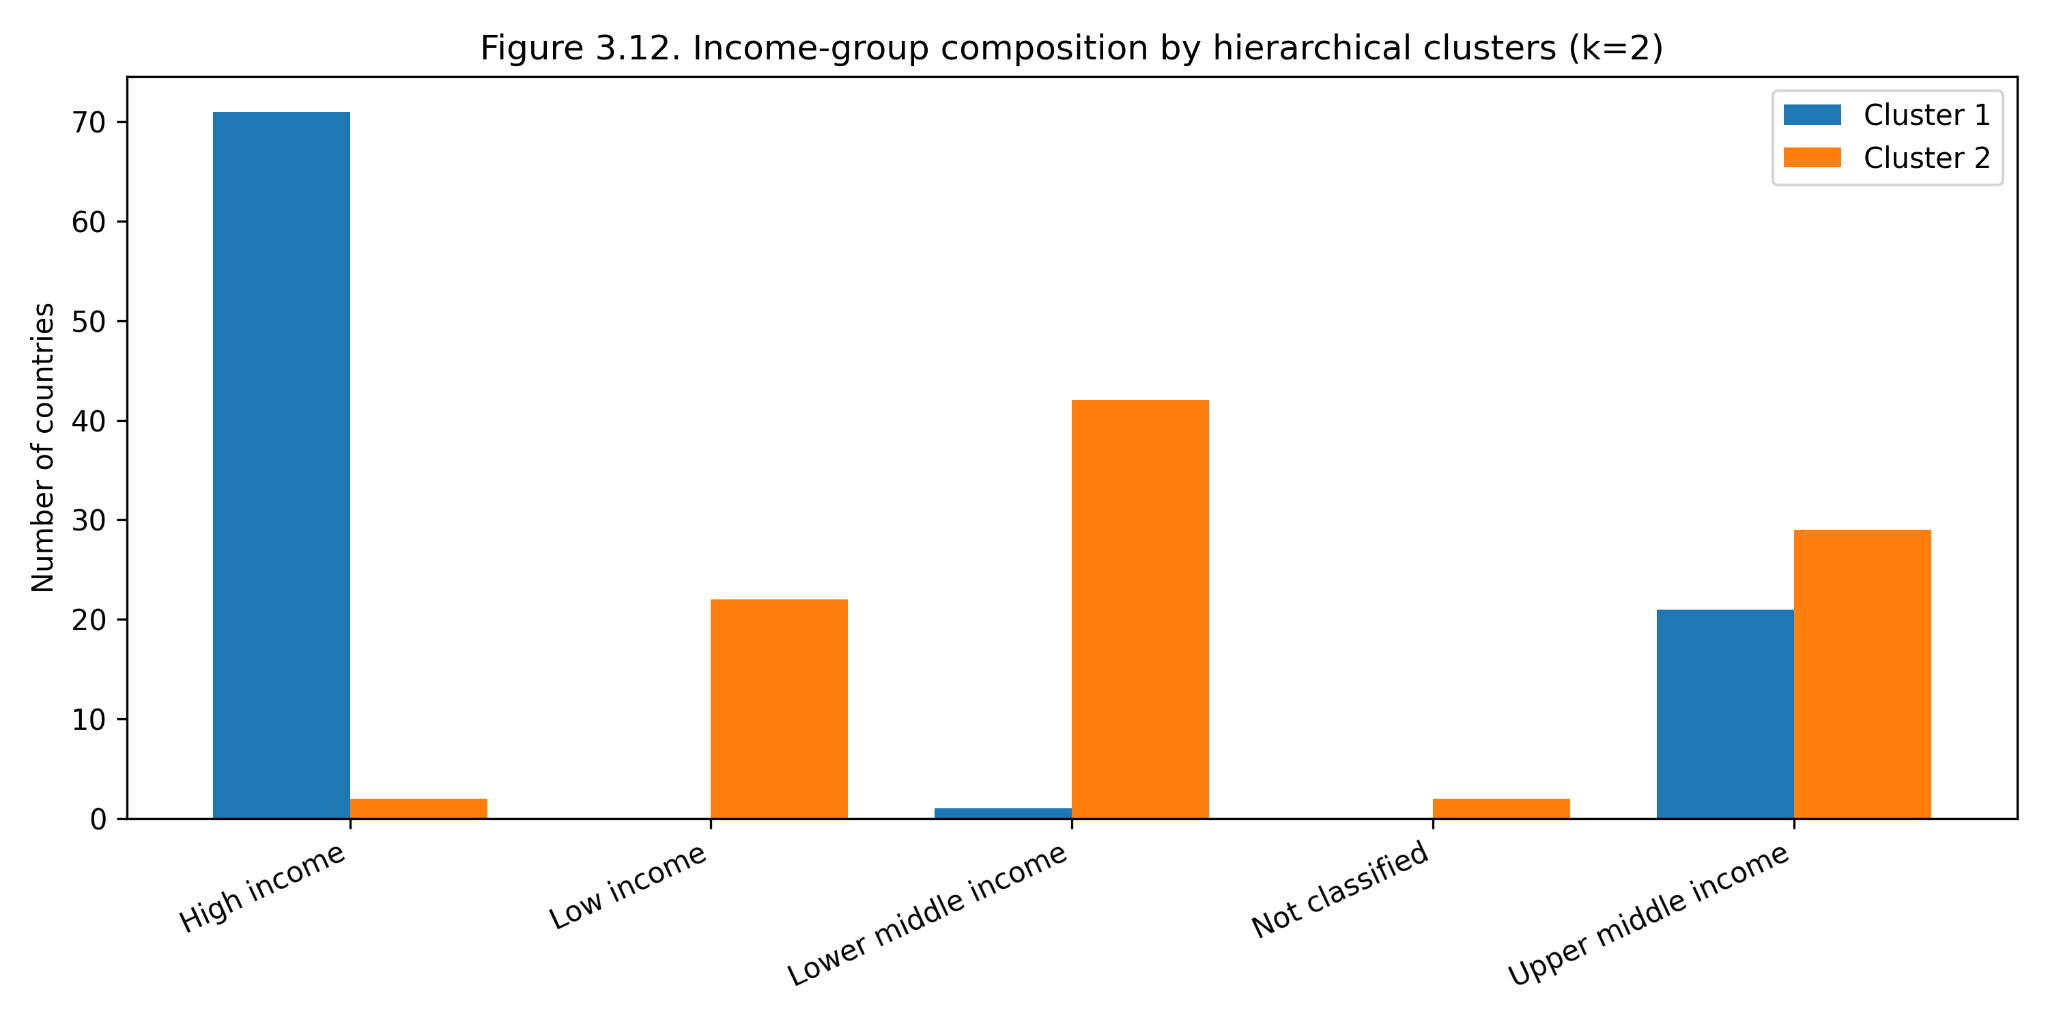 Figure 3.12. Income-group composition by hierarchical clusters (k=2)
Cluster 1
Cluster 2
Number of countries
70
60
50
40
30
20
10
0
High income
Low income
Lower middle income
Not classified
Upper middle income